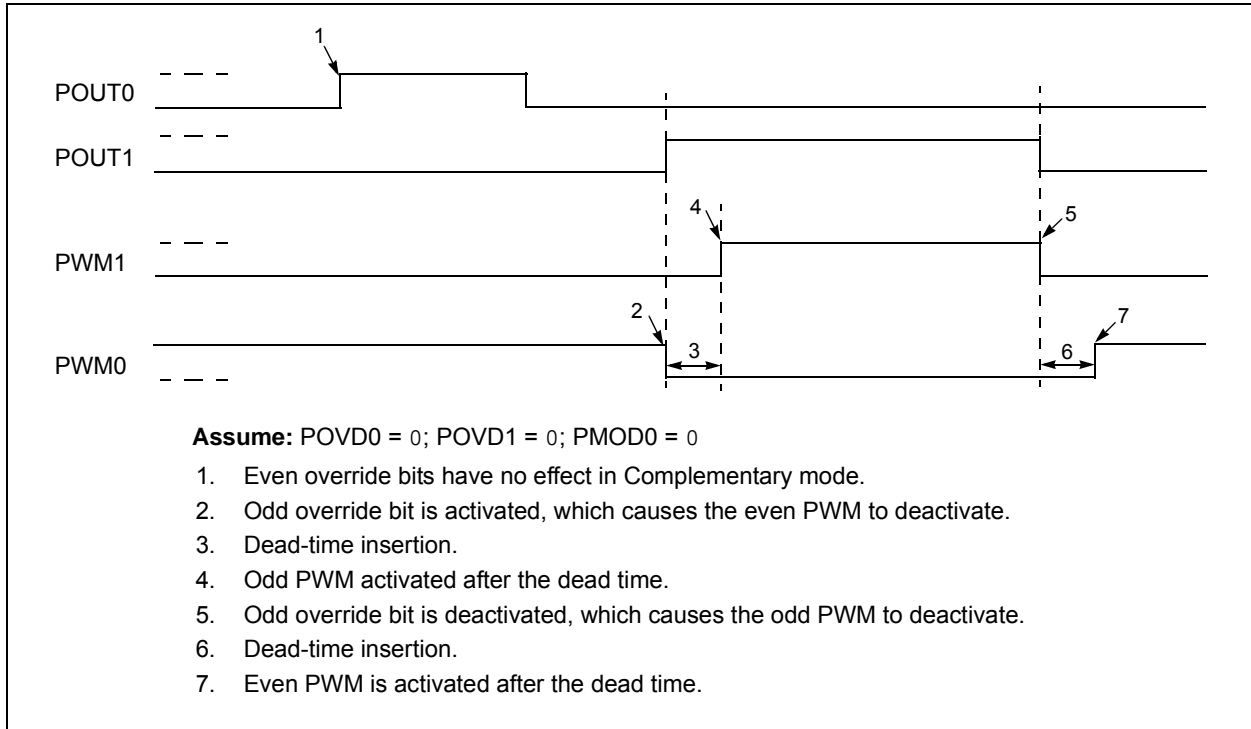 1
POUT0
POUT1
4
5
PWM1
2
7
3
6
PWM0
Assume: POVD0 = 0; POVD1 = 0; PMOD0 = 0
1. Even override bits have no effect in Complementary mode.
2. Odd override bit is activated, which causes the even PWM to deactivate.
3. Dead-time insertion.
4. Odd PWM activated after the dead time.
5. Odd override bit is deactivated, which causes the odd PWM to deactivate.
6. Dead-time insertion.
7. Even PWM is activated after the dead time.